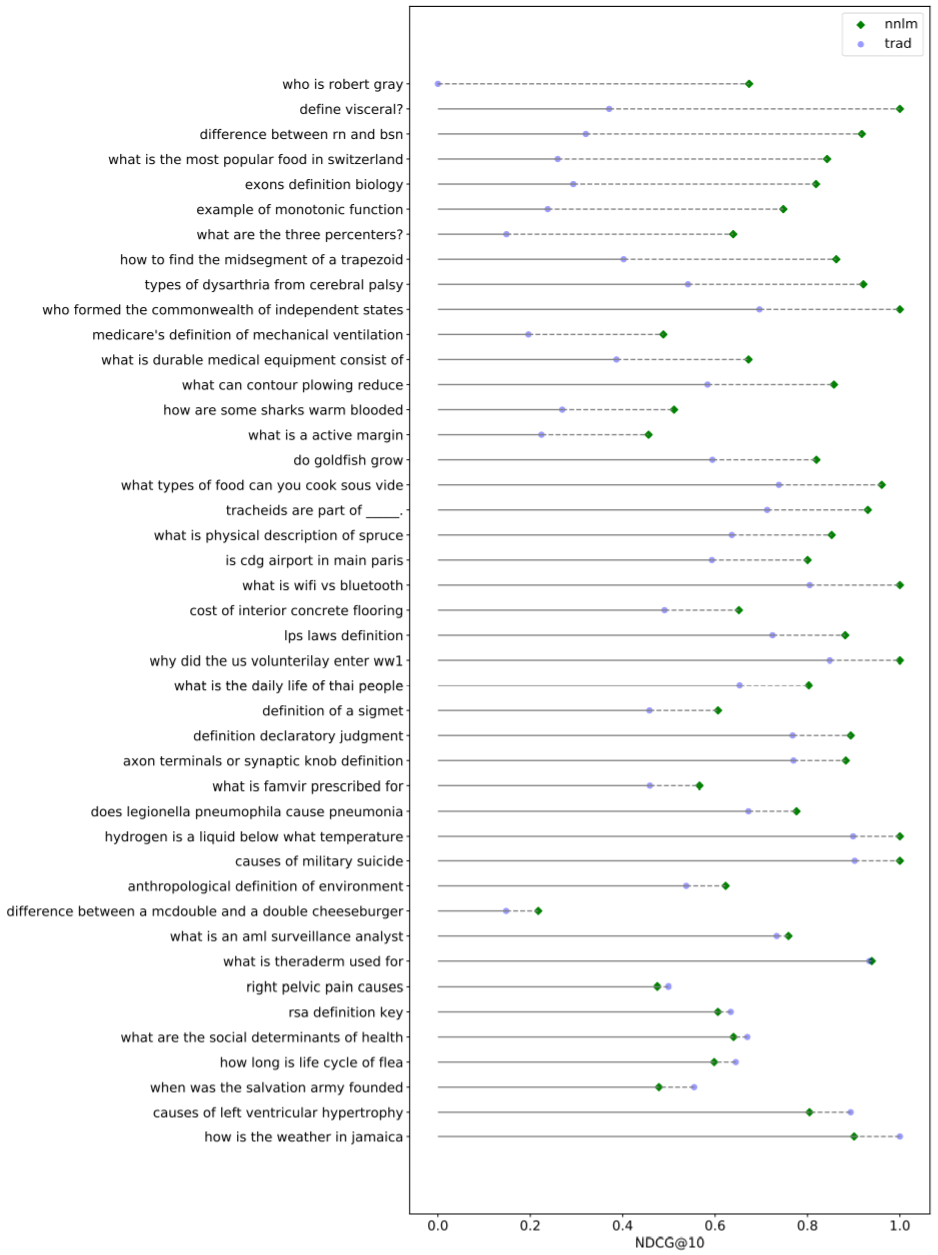 nnlm
trad
who is robert gray
define visceral?
difference between rn and bsn
what is the most popular food in switzerland
exons definition biology
example of monotonic function
what are the three percenters?
how to find the midsegment of a trapezoid
types of dysarthria from cerebral palsy
who formed the commonwealth of independent states
medicare's definition of mechanical ventilation
what is durable medical equipment consist of
what can contour plowing reduce
how are some sharks warm blooded
what is a active margin
do goldfish grow
what types of food can you cook sous vide
tracheids are part of _____.
what is physical description of spruce
is cdg airport in main paris
what is wifi vs bluetooth
cost of interior concrete flooring
lps laws definition
why did the us volunterilay enter ww1
what is the daily life of thai people
definition of a sigmet
definition declaratory judgment
axon terminals or synaptic knob definition
what is famvir prescribed for
does legionella pneumophila cause pneumonia
hydrogen is a liquid below what temperature
causes of military suicide
anthropological definition of environment
difference between a mcdouble and a double cheeseburger
what is an aml surveillance analyst
what is theraderm used for
right pelvic pain causes
rsa definition key
what are the social determinants of health
how long is life cycle of flea
when was the salvation army founded
causes of left ventricular hypertrophy
how is the weather in jamaica
0.0 0.2 0.4 0.6 0.8 1.0
NDCG@10